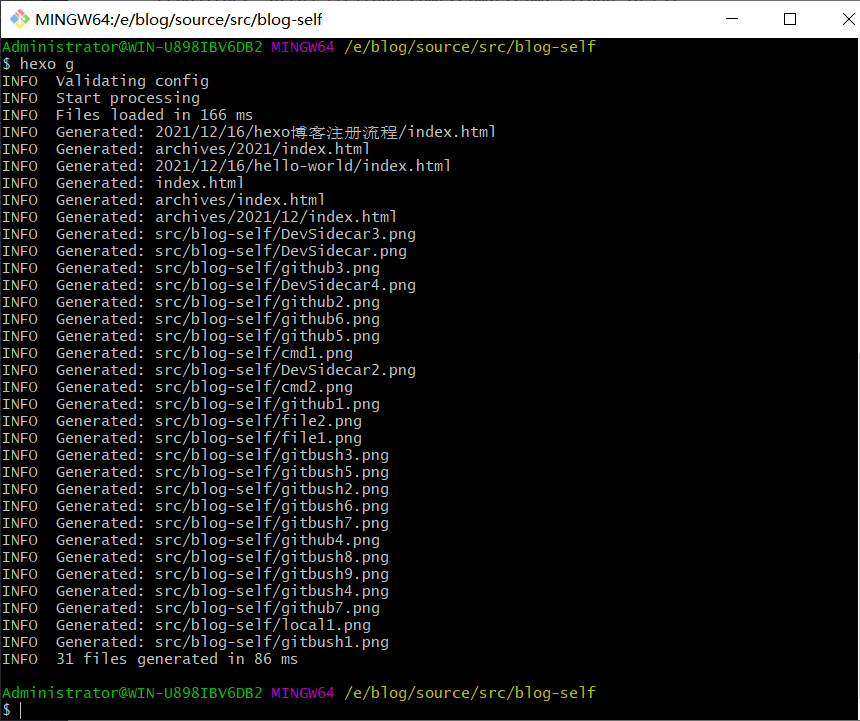 MINGW64:/e/blog/source/src/blog-self
Administrator@WIN-U898IBV6DB2 MINGW64 /e/blog/source/src/blog-self
$ hexo g
INFO  Validating config
INFO  Start processing
INFO  Files loaded in 166 ms
INFO  Generated: 2021/12/16/hexo博客注册流程/index.html
INFO  Generated: archives/2021/index.html
INFO  Generated: 2021/12/16/hello-world/index.html
INFO  Generated: index.html
INFO  Generated: archives/index.html
INFO  Generated: archives/2021/12/index.html
INFO  Generated: src/blog-self/DevSidecar3.png
INFO  Generated: src/blog-self/DevSidecar.png
INFO  Generated: src/blog-self/github3.png
INFO  Generated: src/blog-self/DevSidecar4.png
INFO  Generated: src/blog-self/github2.png
INFO  Generated: src/blog-self/github6.png
INFO  Generated: src/blog-self/github5.png
INFO  Generated: src/blog-self/cmd1.png
INFO  Generated: src/blog-self/DevSidecar2.png
INFO  Generated: src/blog-self/cmd2.png
INFO  Generated: src/blog-self/github1.png
INFO  Generated: src/blog-self/file2.png
INFO  Generated: src/blog-self/file1.png
INFO  Generated: src/blog-self/gitbush3.png
INFO  Generated: src/blog-self/gitbush5.png
INFO  Generated: src/blog-self/gitbush2.png
INFO  Generated: src/blog-self/gitbush6.png
INFO  Generated: src/blog-self/gitbush7.png
INFO  Generated: src/blog-self/github4.png
INFO  Generated: src/blog-self/gitbush8.png
INFO  Generated: src/blog-self/gitbush9.png
INFO  Generated: src/blog-self/gitbush4.png
INFO  Generated: src/blog-self/github7.png
INFO  Generated: src/blog-self/local1.png
INFO  Generated: src/blog-self/gitbush1.png
INFO  31 files generated in 86 ms
Administrator@WIN-U898IBV6DB2 MINGW64 /e/blog/source/src/blog-self
$